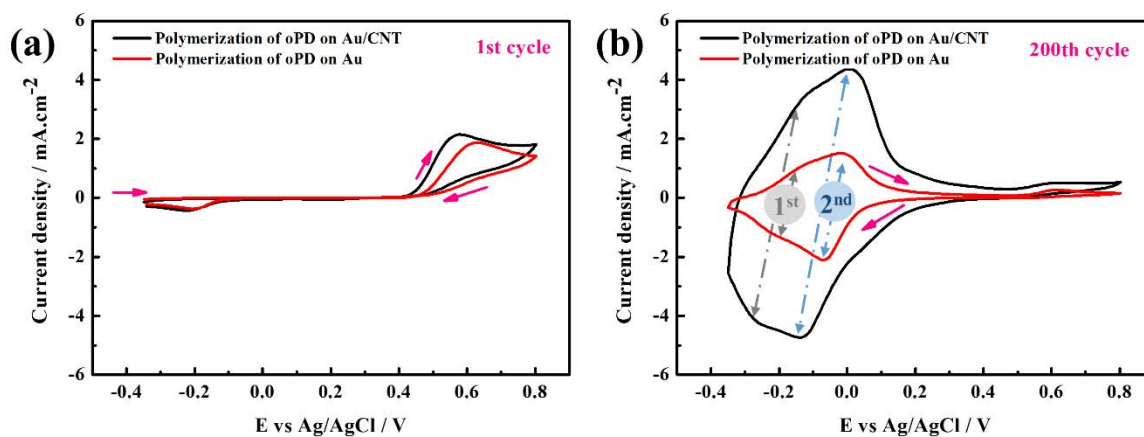 (a)
Polymerization of oPD on Au/CNT
Polymerization of oPD on Au
1st cycle
6
4
2
0
2
-4
-6
-0.4
-0.2
0.0
0.2
0.4
0.6
0.8
Current density / mA.cm-2
E vs Ag/AgCl / V
(b)
Polymerization of oPD on Au/CNT
Polymerization of oPD on Au
200th cycle
1st
2nd
6
4
2
0
2
-4
-6
-0.4
-0.2
0.0
0.2
0.4
0.6
0.8
Current density / mA.cm-2
E vs Ag/AgCl / V